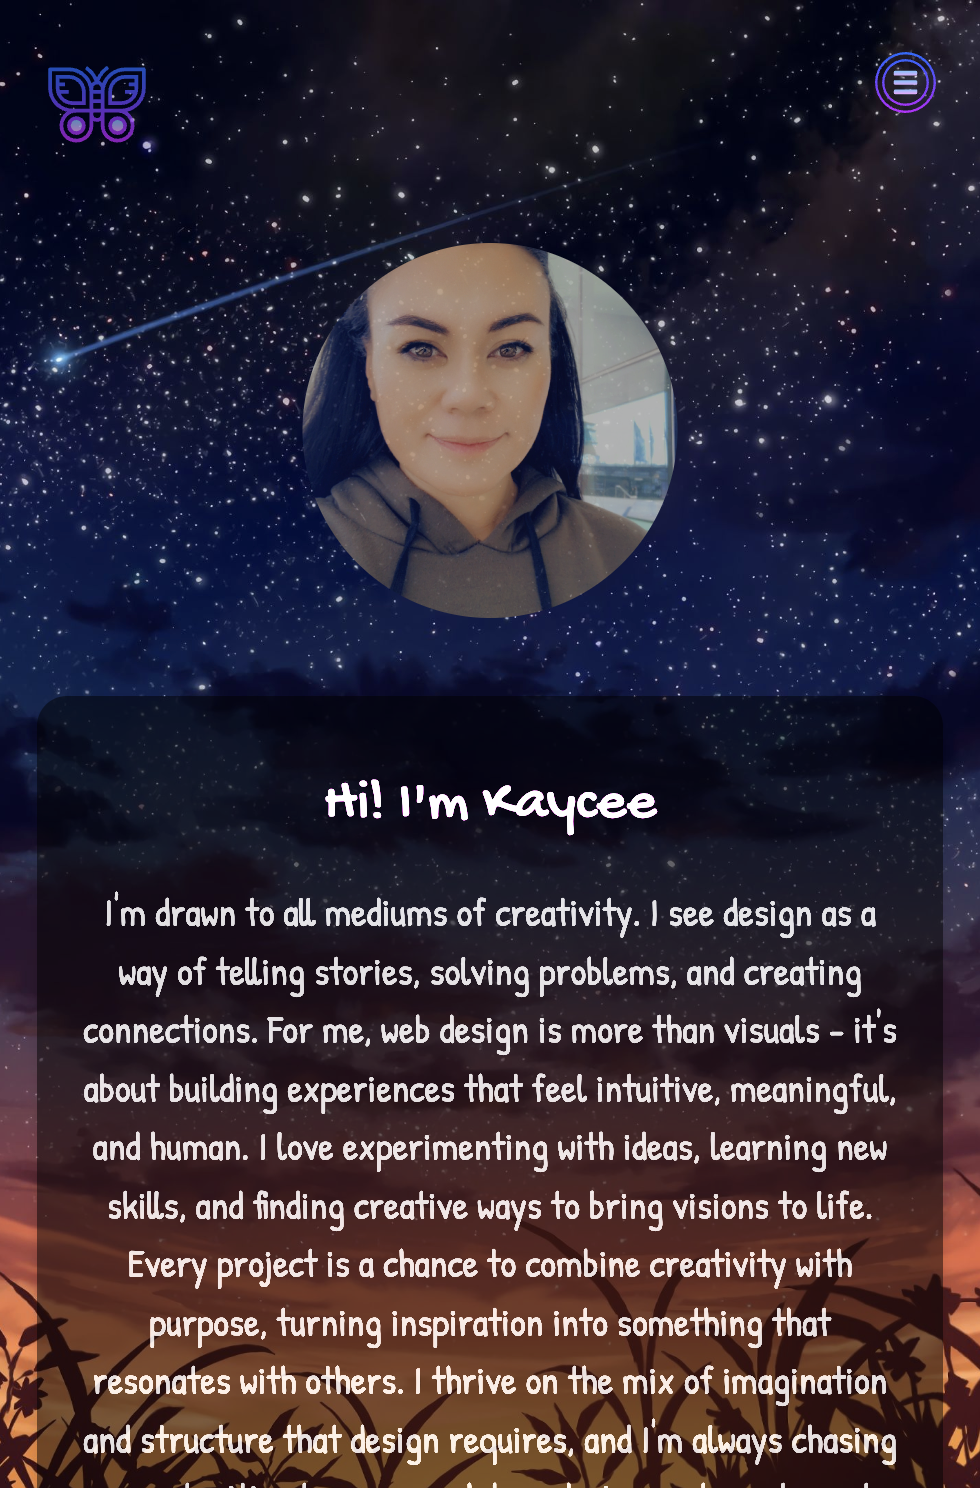 Hi! I'm Kaycee
I'm drawn to all mediums of creativity. I see design as a
way of telling stories, solving problems, and creating
connections. For me, web design is more than visuals – it's
about building experiences that feel intuitive, meaningful,
and human. I love experimenting with ideas, learning new
skills, and finding creative ways to bring visions to life.
Every project is a chance to combine creativity with
purpose, turning inspiration into something that
resonates with others. I thrive on the mix of imagination
and structure that design requires, and I'm always chasing